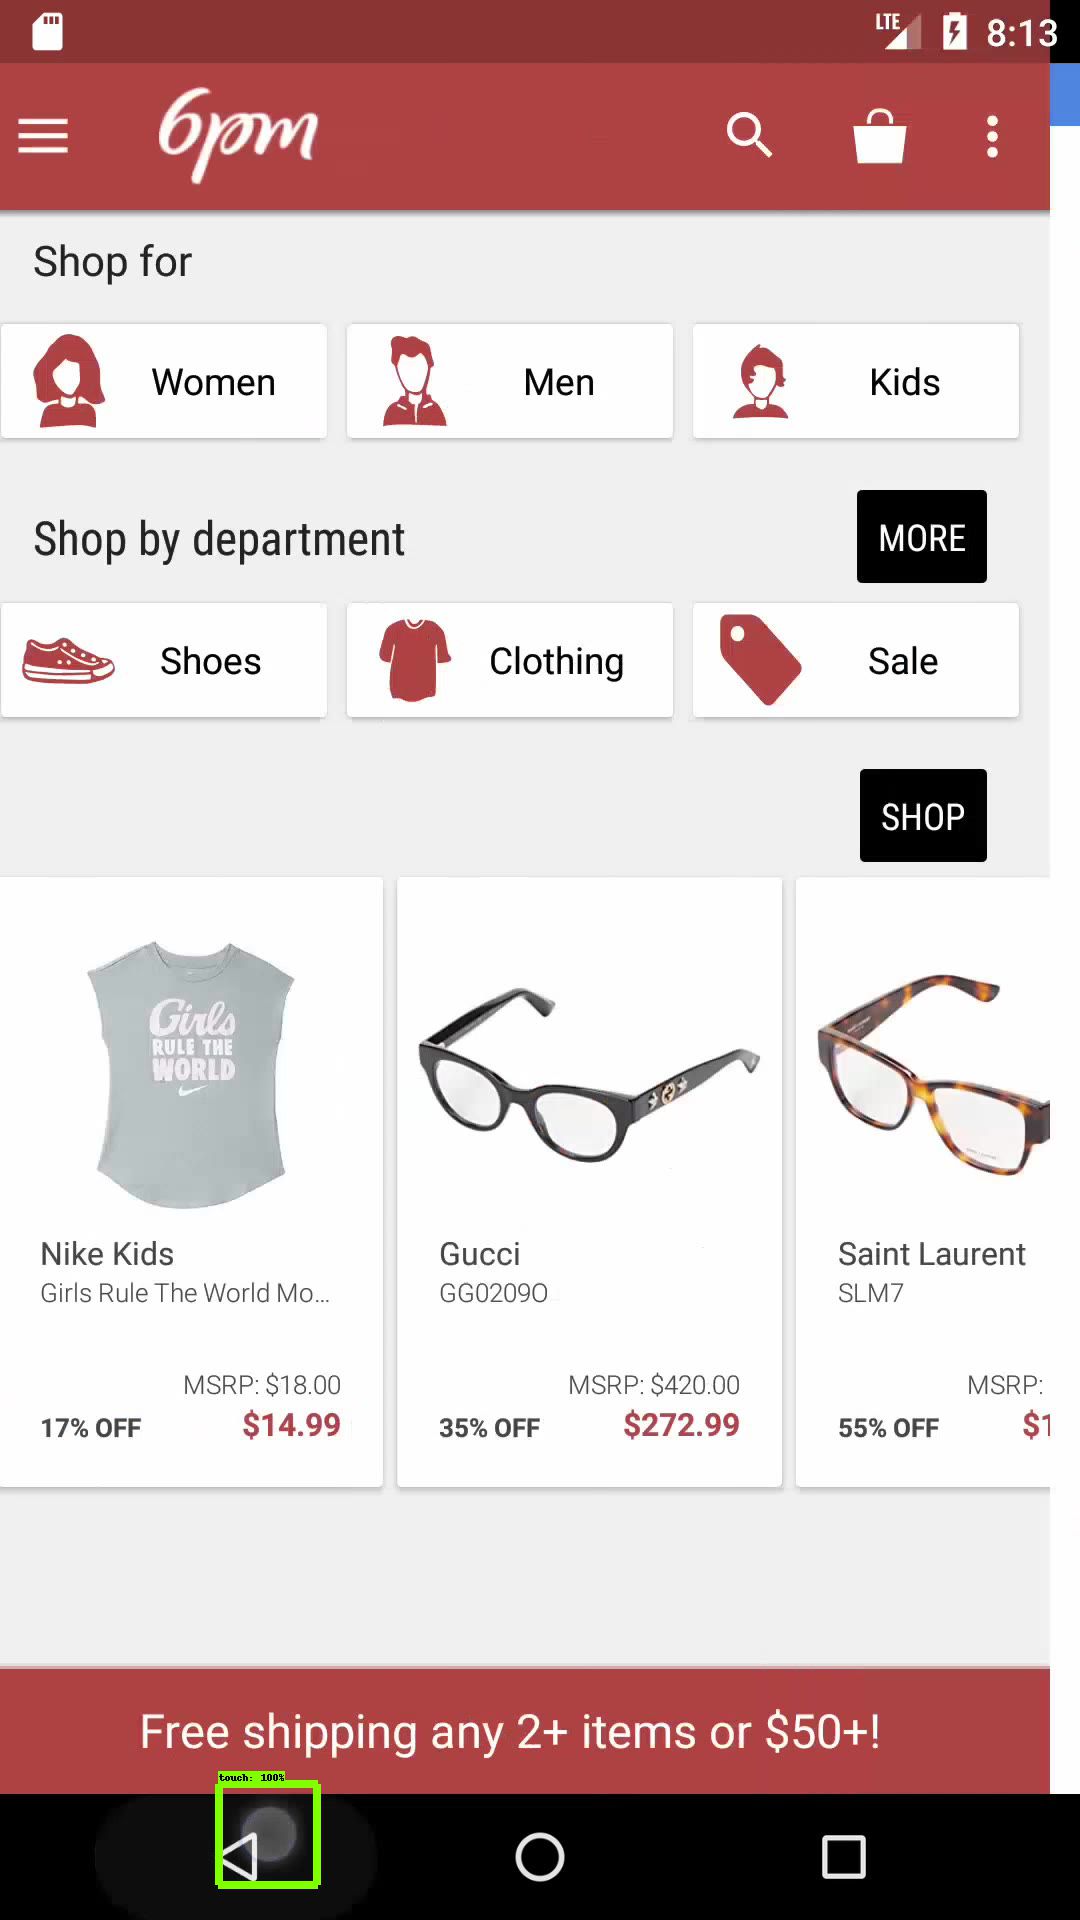 LTE 8:13
6pm
Shop for
Women Men Kids
Shop by department MORE
Shoes Clothing Sale
SHOP
Girls
RULE THE
WORLD
Nike Kids
Girls Rule The World Mo...
MSRP: $18.00
17% OFF $14.99
Gucci
GG0209O
MSRP: $420.00
35% OFF $272.99
Saint Laurent
SLM7
MSRP:
55% OFF $1
Free shipping any 2+ items or $50+!
touch: 100%